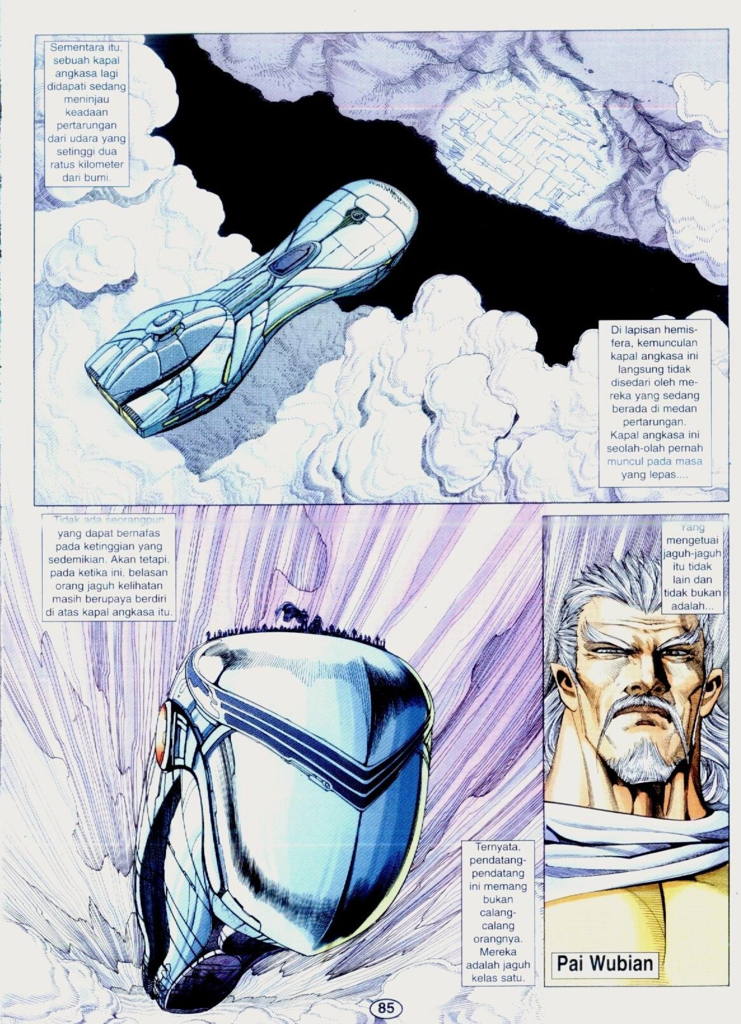 Sementara itu,
sebuah kapal
angkasa lagi
didapati sedang
meninjau
keadaan
pertarungan
dari udara yang
setinggi dua
ratus kilometer
dari bumi.
Di lapisan hemis-
fera, kemunculan
kapal angkasa ini
langsung tidak
disedari oleh me-
reka yang sedang
berada di medan
pertarungan.
Kapal angkasa ini
seolah-olah pernah
muncul pada masa
yang lepas....
Tidak ada seorangpun
yang dapat bernafas
pada ketinggian yang
sedemikian. Akan tetapi,
pada ketika ini, belasan
orang jaguh kelihatan
masih berupaya berdiri
di atas kapal angkasa itu.
Yang
mengetuai
jaguh-jaguh
itu tidak
lain dan
tidak bukan
adalah...
Ternyata,
pendatang-
pendatang
ini memang
bukan
calang-
calang
orangnya.
Mereka
adalah jaguh
kelas satu.
Pai Wubian
85